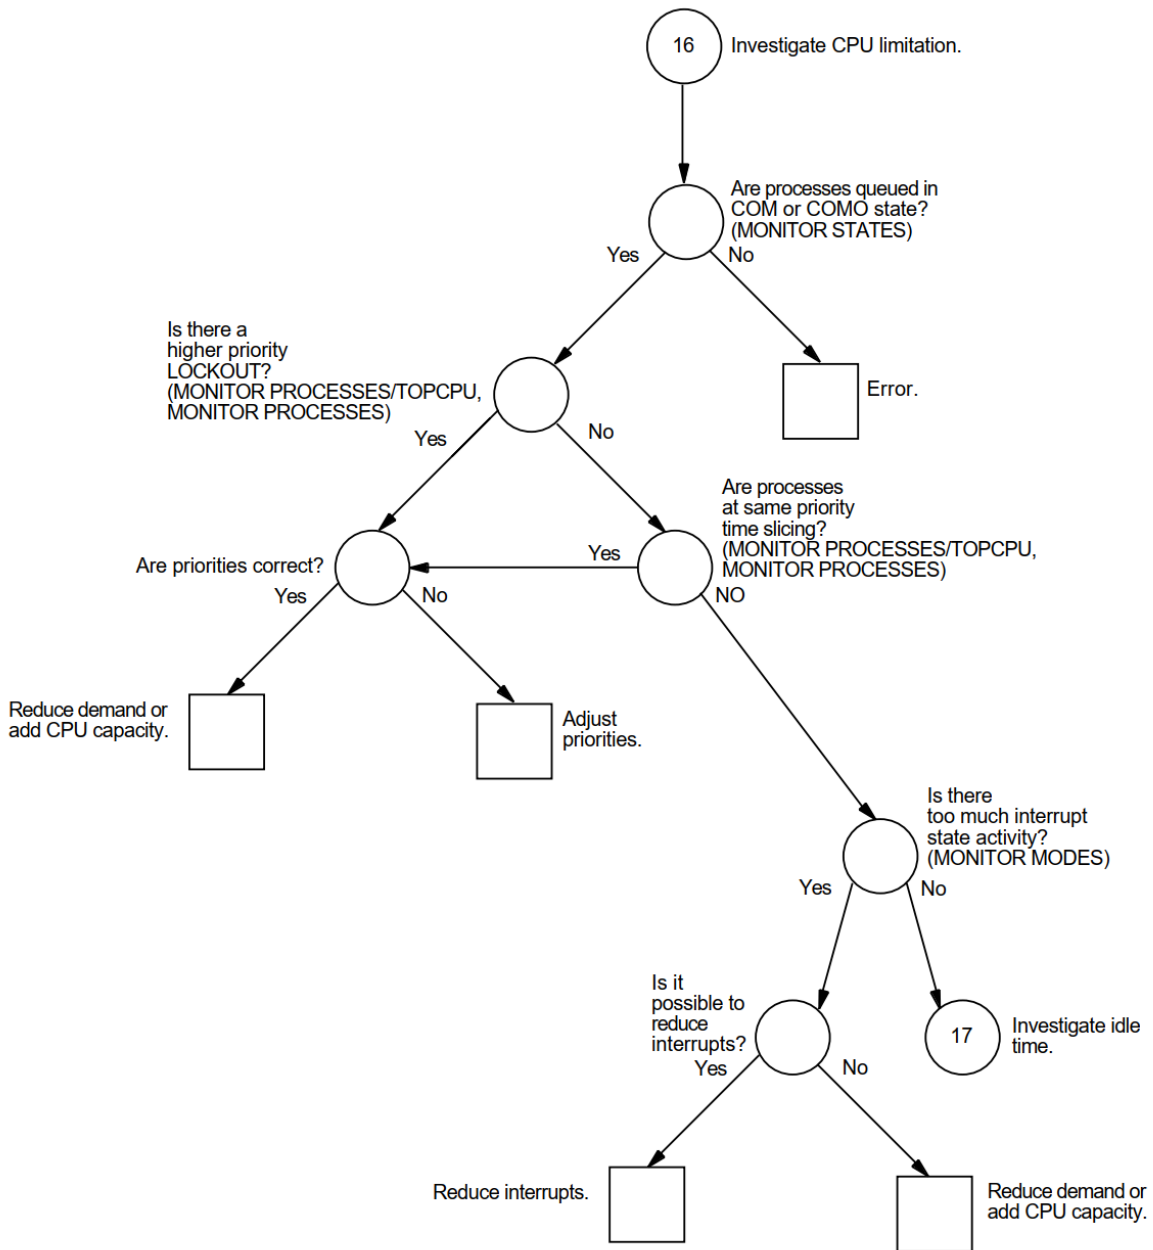 16
Investigate CPU limitation.
Are processes queued in
COM or COMO state?
(MONITOR STATES)
Yes
No
Is there a
higher priority
LOCKOUT?
(MONITOR PROCESSES/TOPCPU,
MONITOR PROCESSES)
Error.
Yes
No
Are processes
at same priority
time slicing?
(MONITOR PROCESSES/TOPCPU,
MONITOR PROCESSES)
Are priorities correct?
Yes
NO
Yes
No
Reduce demand or
add CPU capacity.
Adjust
priorities.
Is there
too much interrupt
state activity?
(MONITOR MODES)
Yes
No
Is it
possible to
reduce
interrupts?
17
Investigate idle
time.
Yes
No
Reduce interrupts.
Reduce demand or
add CPU capacity.